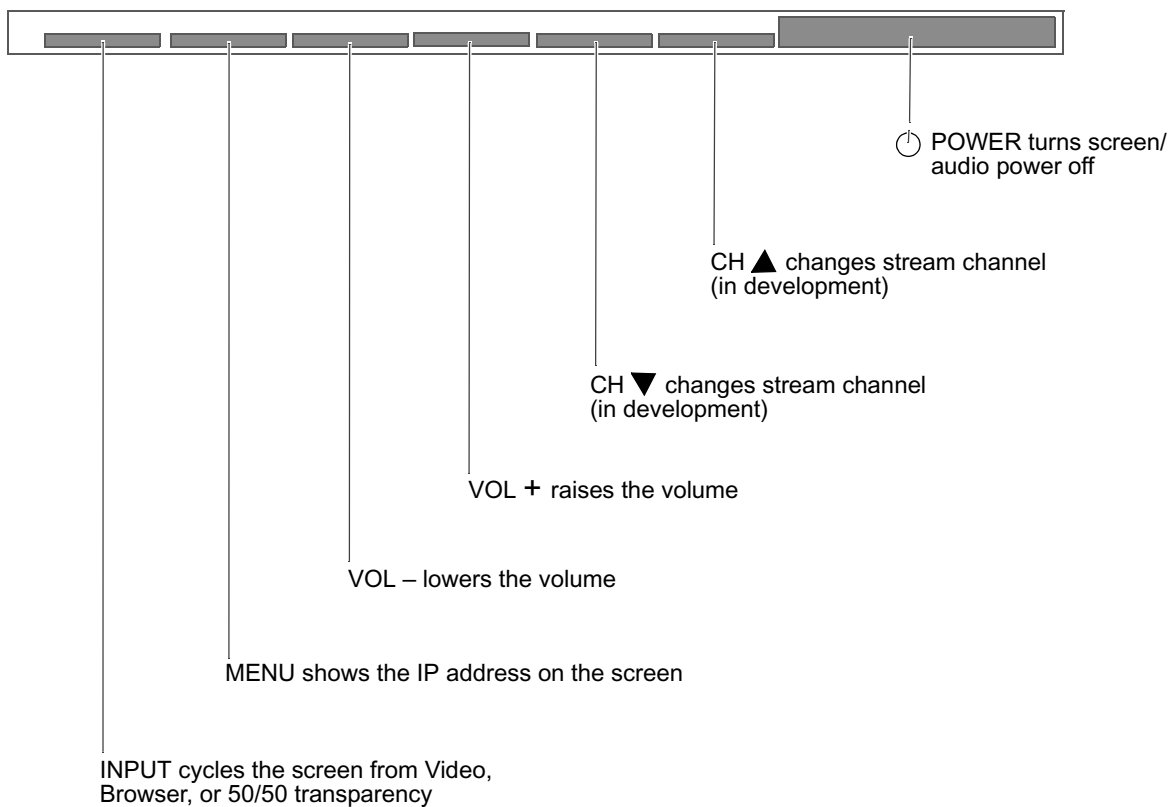 POWER turns screen/
audio power off
CH ▲ changes stream channel
(in development)
CH ▼ changes stream channel
(in development)
VOL + raises the volume
VOL – lowers the volume
MENU shows the IP address on the screen
INPUT cycles the screen from Video,
Browser, or 50/50 transparency